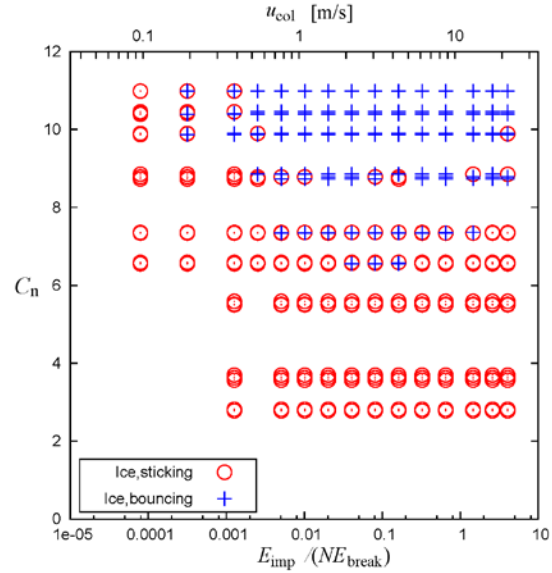 u_col [m/s]
0.1 1 10
12
10
8
6
4
2
0
C_n
Ice,sticking
Ice,bouncing
1e-05 0.0001 0.001 0.01 0.1 1 10
E_imp /(NE_break)